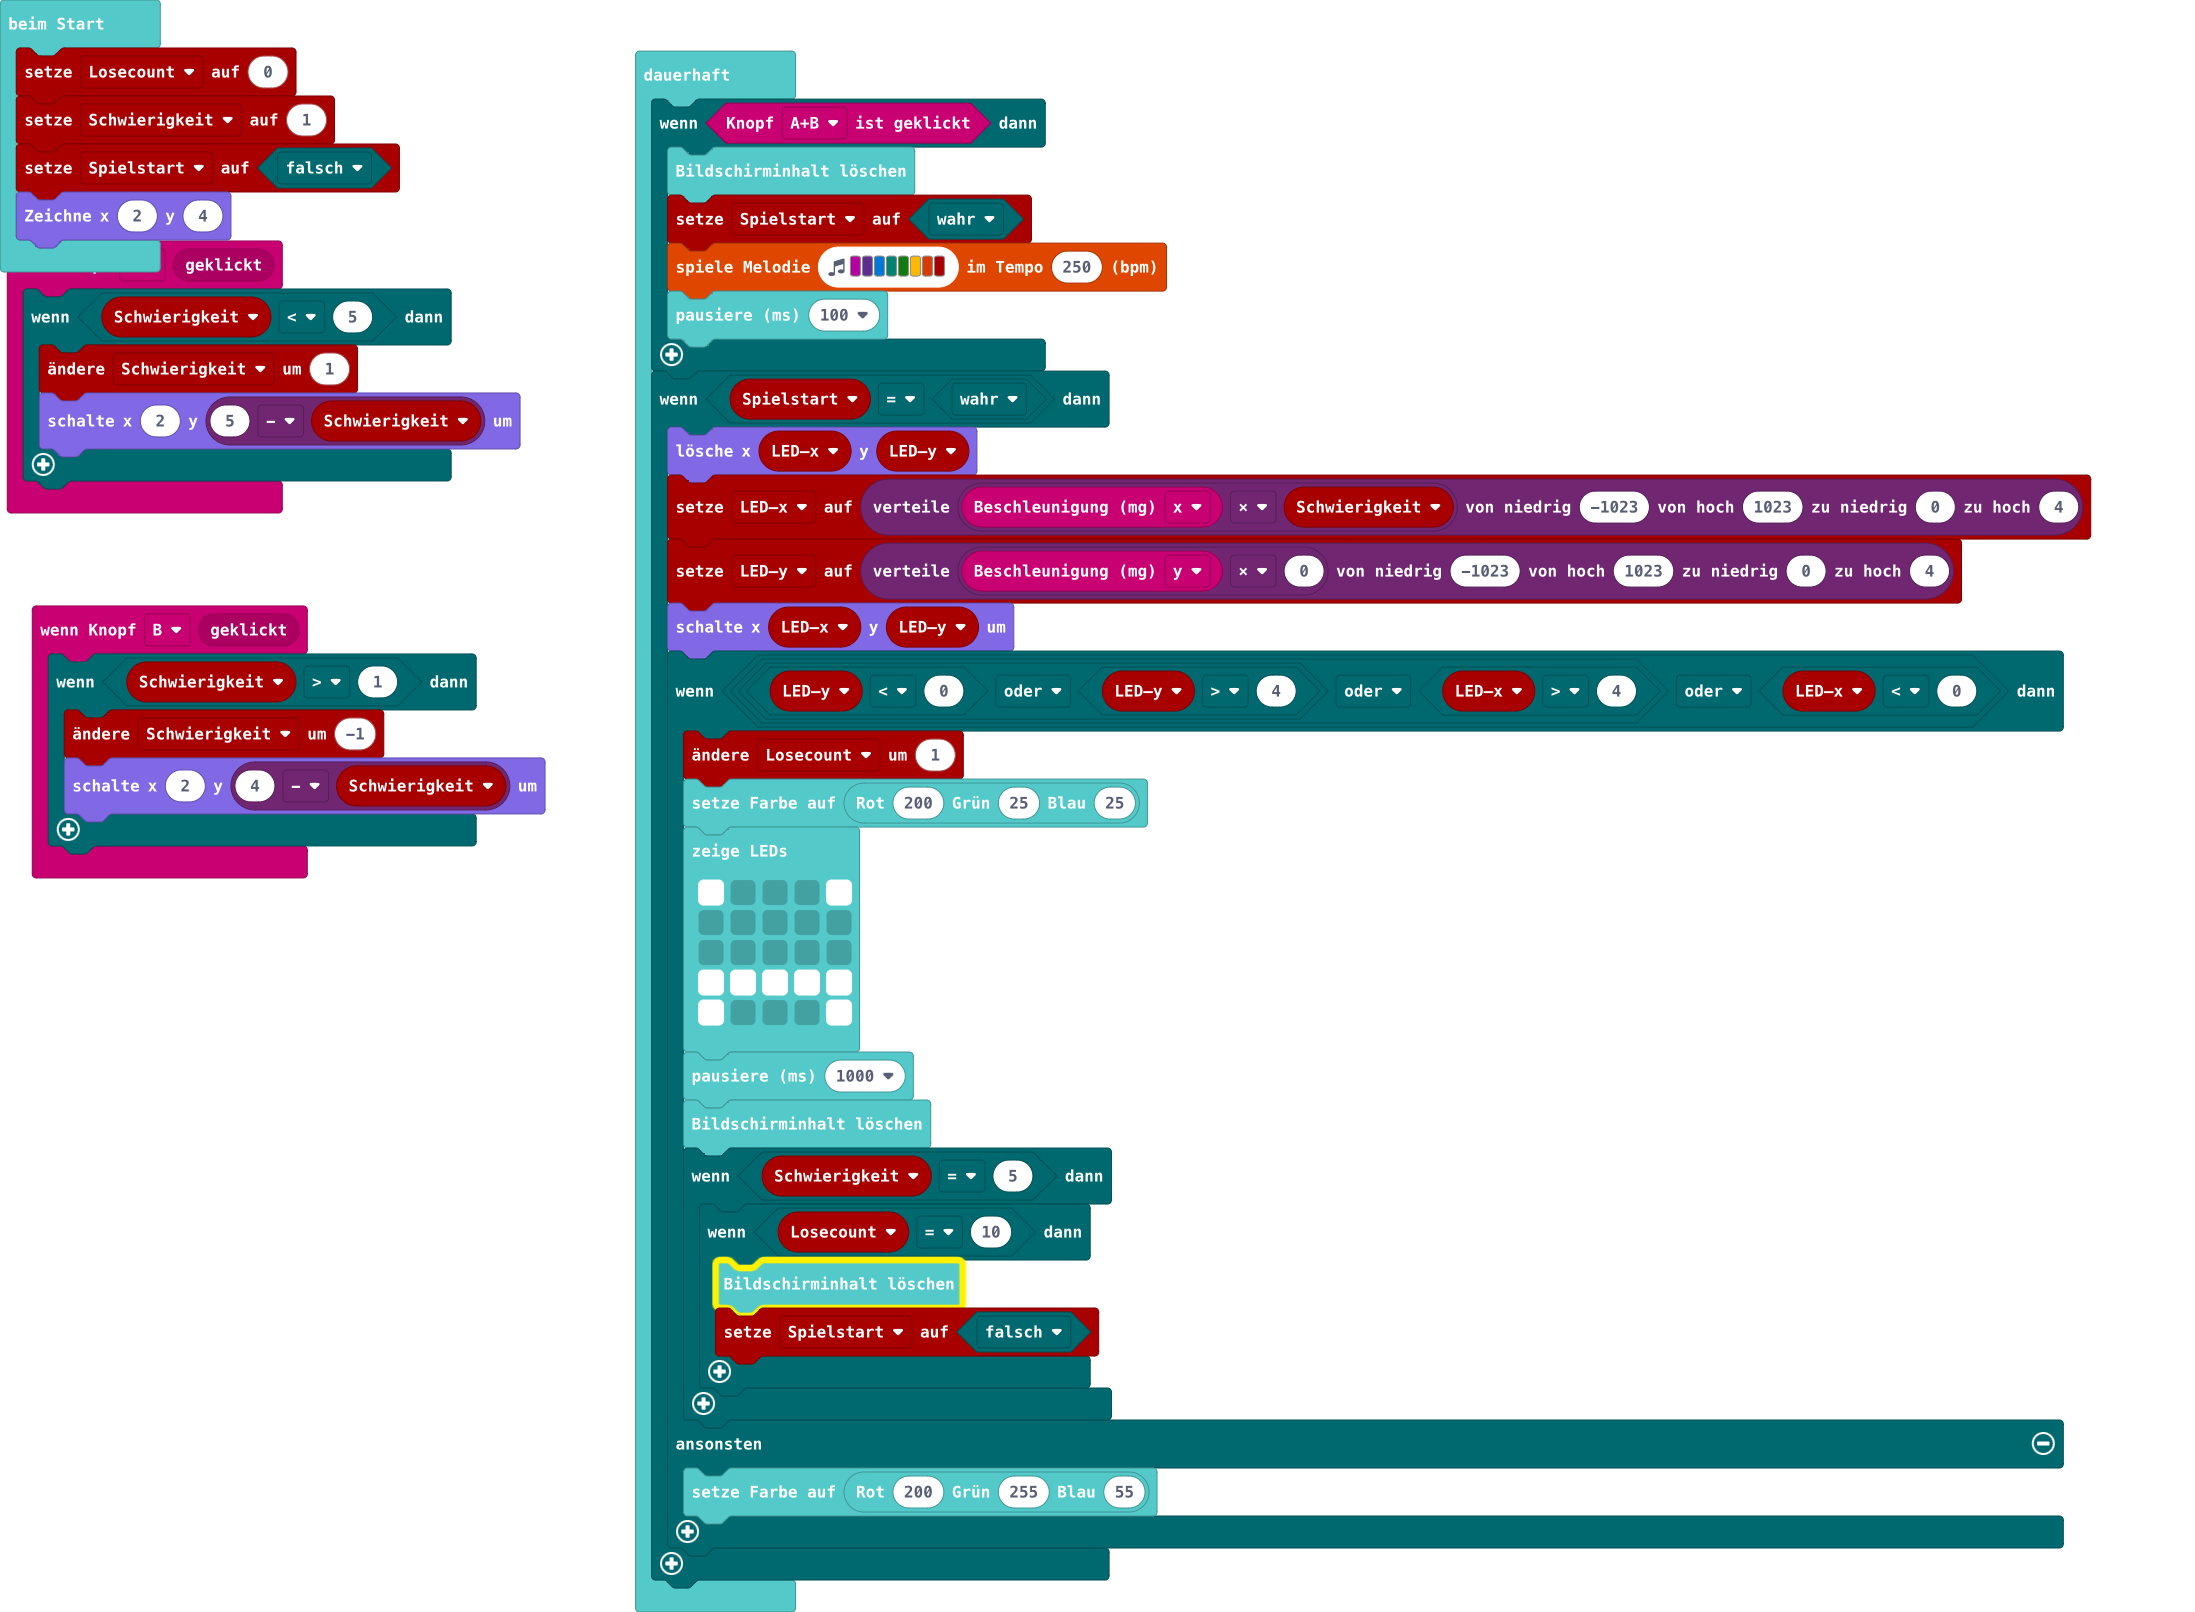 beim Start
setze Losecount auf 0
setze Schwierigkeit auf 1
setze Spielstart auf falsch
Zeichne x 2 y 4
geklickt
wenn Schwierigkeit < 5 dann
ändere Schwierigkeit um 1
schalte x 2 y 5 - Schwierigkeit um
wenn Knopf B geklickt
wenn Schwierigkeit > 1 dann
ändere Schwierigkeit um -1
schalte x 2 y 4 - Schwierigkeit um
dauerhaft
wenn Knopf A+B ist geklickt dann
Bildschirminhalt löschen
setze Spielstart auf wahr
spiele Melodie im Tempo 250 (bpm)
pausiere (ms) 100
wenn Spielstart = wahr dann
lösche x LED-x y LED-y
setze LED-x auf verteile Beschleunigung (mg) x × Schwierigkeit von niedrig -1023 von hoch 1023 zu niedrig 0 zu hoch 4
setze LED-y auf verteile Beschleunigung (mg) y × 0 von niedrig -1023 von hoch 1023 zu niedrig 0 zu hoch 4
schalte x LED-x y LED-y um
wenn LED-y < 0 oder LED-y > 4 oder LED-x > 4 oder LED-x < 0 dann
ändere Losecount um 1
setze Farbe auf Rot 200 Grün 25 Blau 25
zeige LEDs
pausiere (ms) 1000
Bildschirminhalt löschen
wenn Schwierigkeit = 5 dann
wenn Losecount = 10 dann
Bildschirminhalt löschen
setze Spielstart auf falsch
ansonsten
setze Farbe auf Rot 200 Grün 255 Blau 55